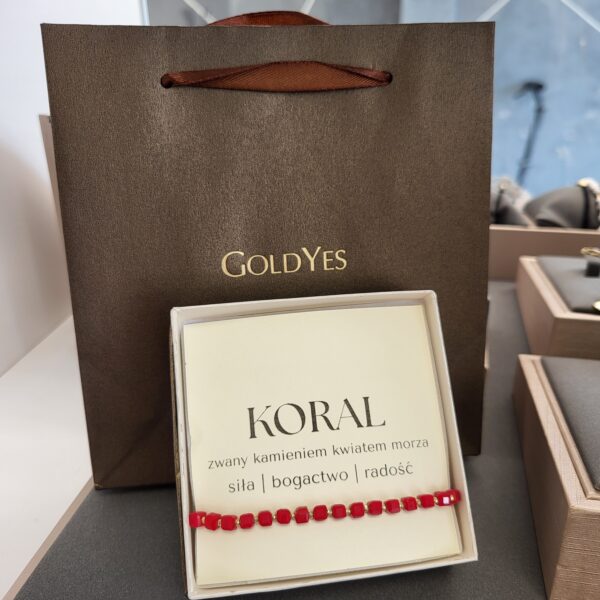 GOLDYES
KORAL
zwany kamieniem kwiatem morza
siła | bogactwo | radość